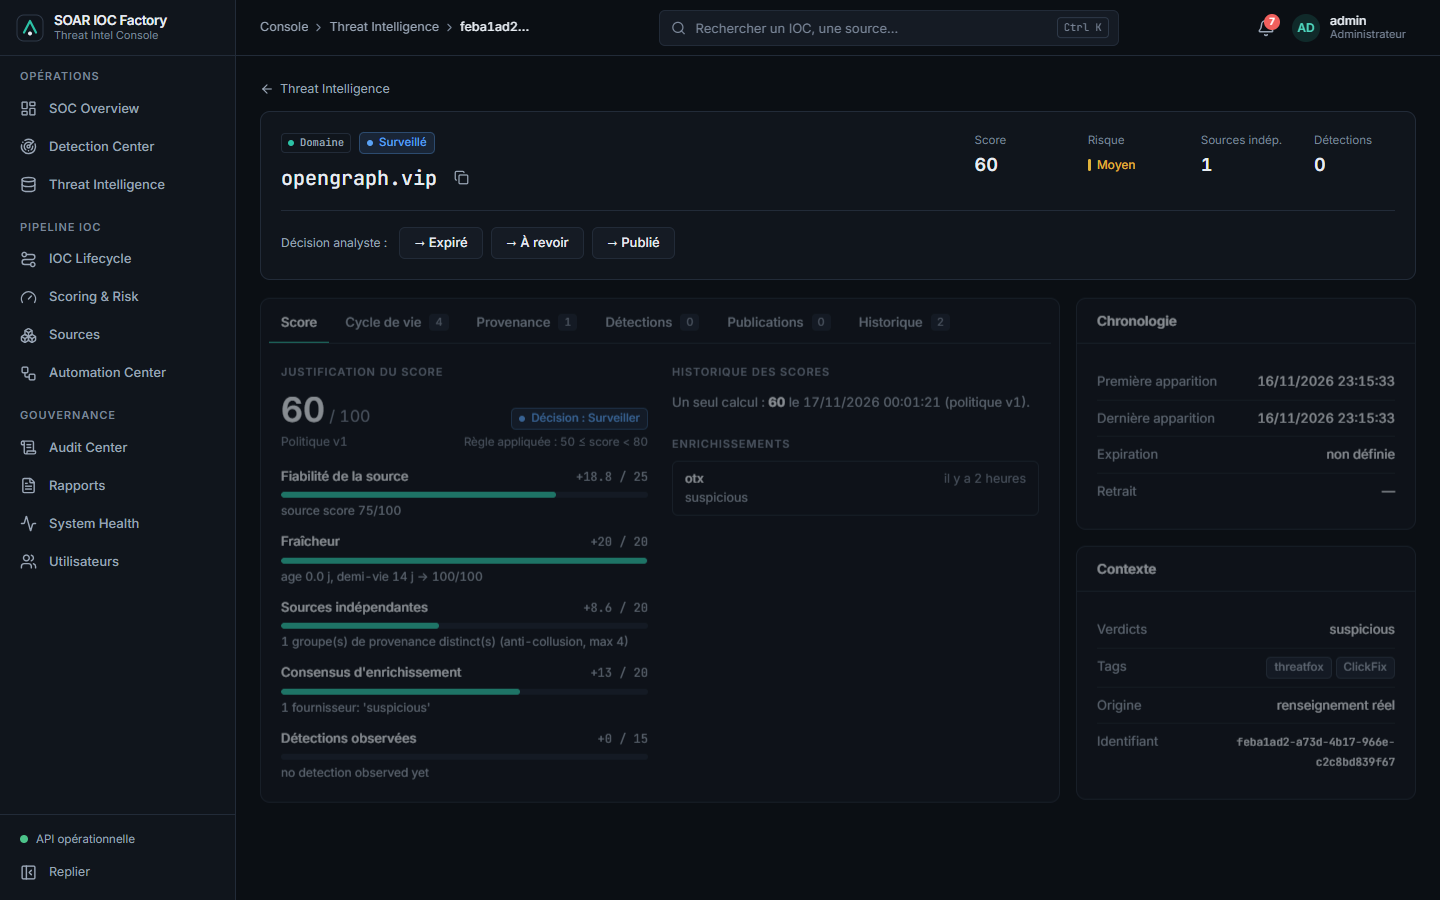 SOAR IOC Factory
Threat Intel Console
OPÉRATIONS
SOC Overview
Detection Center
Threat Intelligence
PIPELINE IOC
IOC Lifecycle
Scoring & Risk
Sources
Automation Center
GOUVERNANCE
Audit Center
Rapports
System Health
Utilisateurs
API opérationnelle
Replier
Console > Threat Intelligence > feba1ad2...
Rechercher un IOC, une source... Ctrl K
7
AD
admin
Administrateur
← Threat Intelligence
Domaine Surveillé
opengraph.vip
Score Risque Sources indép. Détections
60 Moyen 1 0
Décision analyste : → Expiré → À revoir → Publié
Score Cycle de vie 4 Provenance 1 Détections 0 Publications 0 Historique 2
JUSTIFICATION DU SCORE
60 / 100
Décision : Surveiller
Politique v1 Règle appliquée : 50 ≤ score < 80
Fiabilité de la source +18.8 / 25
source score 75/100
Fraîcheur +20 / 20
age 0.0 j, demi-vie 14 j → 100/100
Sources indépendantes +8.6 / 20
1 groupe(s) de provenance distinct(s) (anti-collusion, max 4)
Consensus d'enrichissement +13 / 20
1 fournisseur: 'suspicious'
Détections observées +0 / 15
no detection observed yet
HISTORIQUE DES SCORES
Un seul calcul : 60 le 17/11/2026 00:01:21 (politique v1).
ENRICHISSEMENTS
otx il y a 2 heures
suspicious
Chronologie
Première apparition 16/11/2026 23:15:33
Dernière apparition 16/11/2026 23:15:33
Expiration non définie
Retrait —
Contexte
Verdicts suspicious
Tags threatfox ClickFix
Origine renseignement réel
Identifiant feba1ad2-a73d-4b17-966e-
c2c8bd839f67